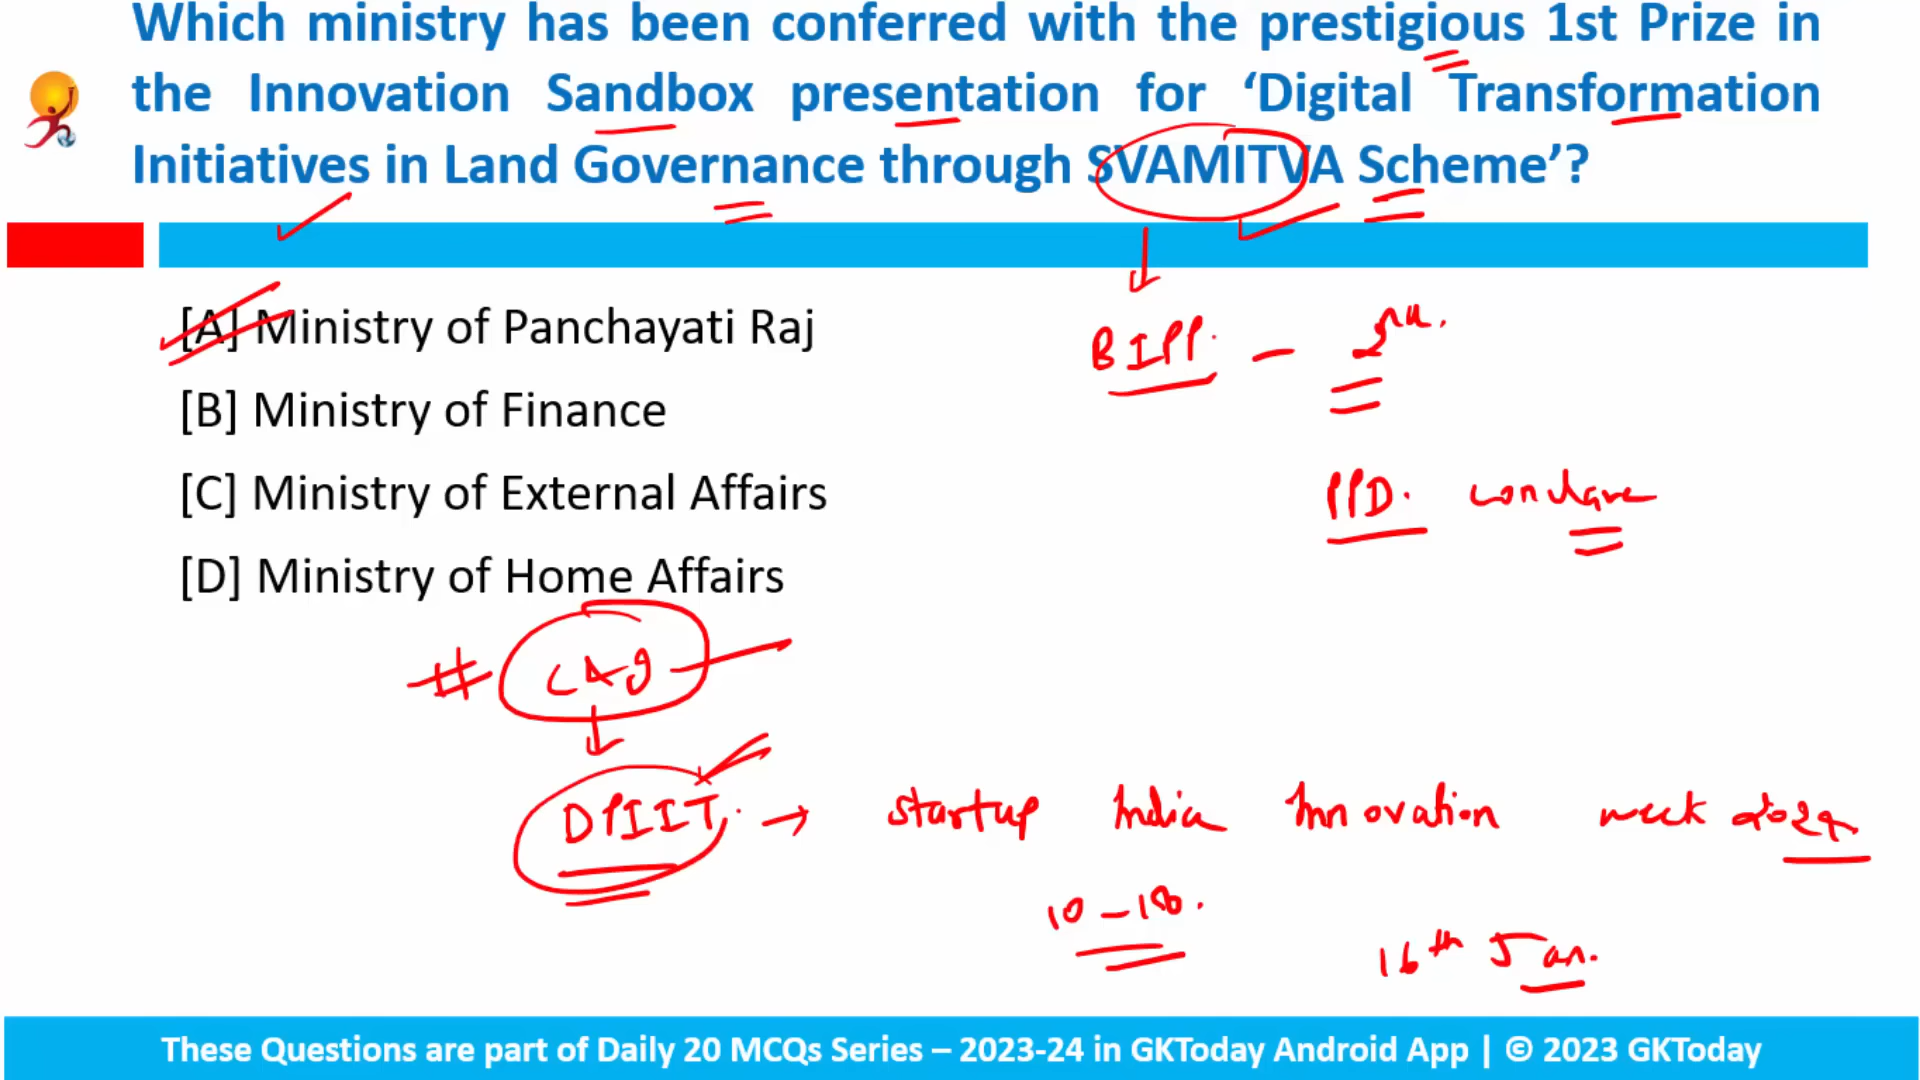 Which ministry has been conferred with the prestigious 1st Prize in
the Innovation Sandbox presentation for ‘Digital Transformation
Initiatives in Land Governance through SVAMITVA Scheme’?
[A] Ministry of Panchayati Raj
BIPP. – 2nd.
[B] Ministry of Finance
[C] Ministry of External Affairs
PPD. conclave
[D] Ministry of Home Affairs
# CAG
DPIIT. → startup India Innovation week 2024
10 – 18.
16th Jan.
These Questions are part of Daily 20 MCQs Series – 2023-24 in GKToday Android App | © 2023 GKToday